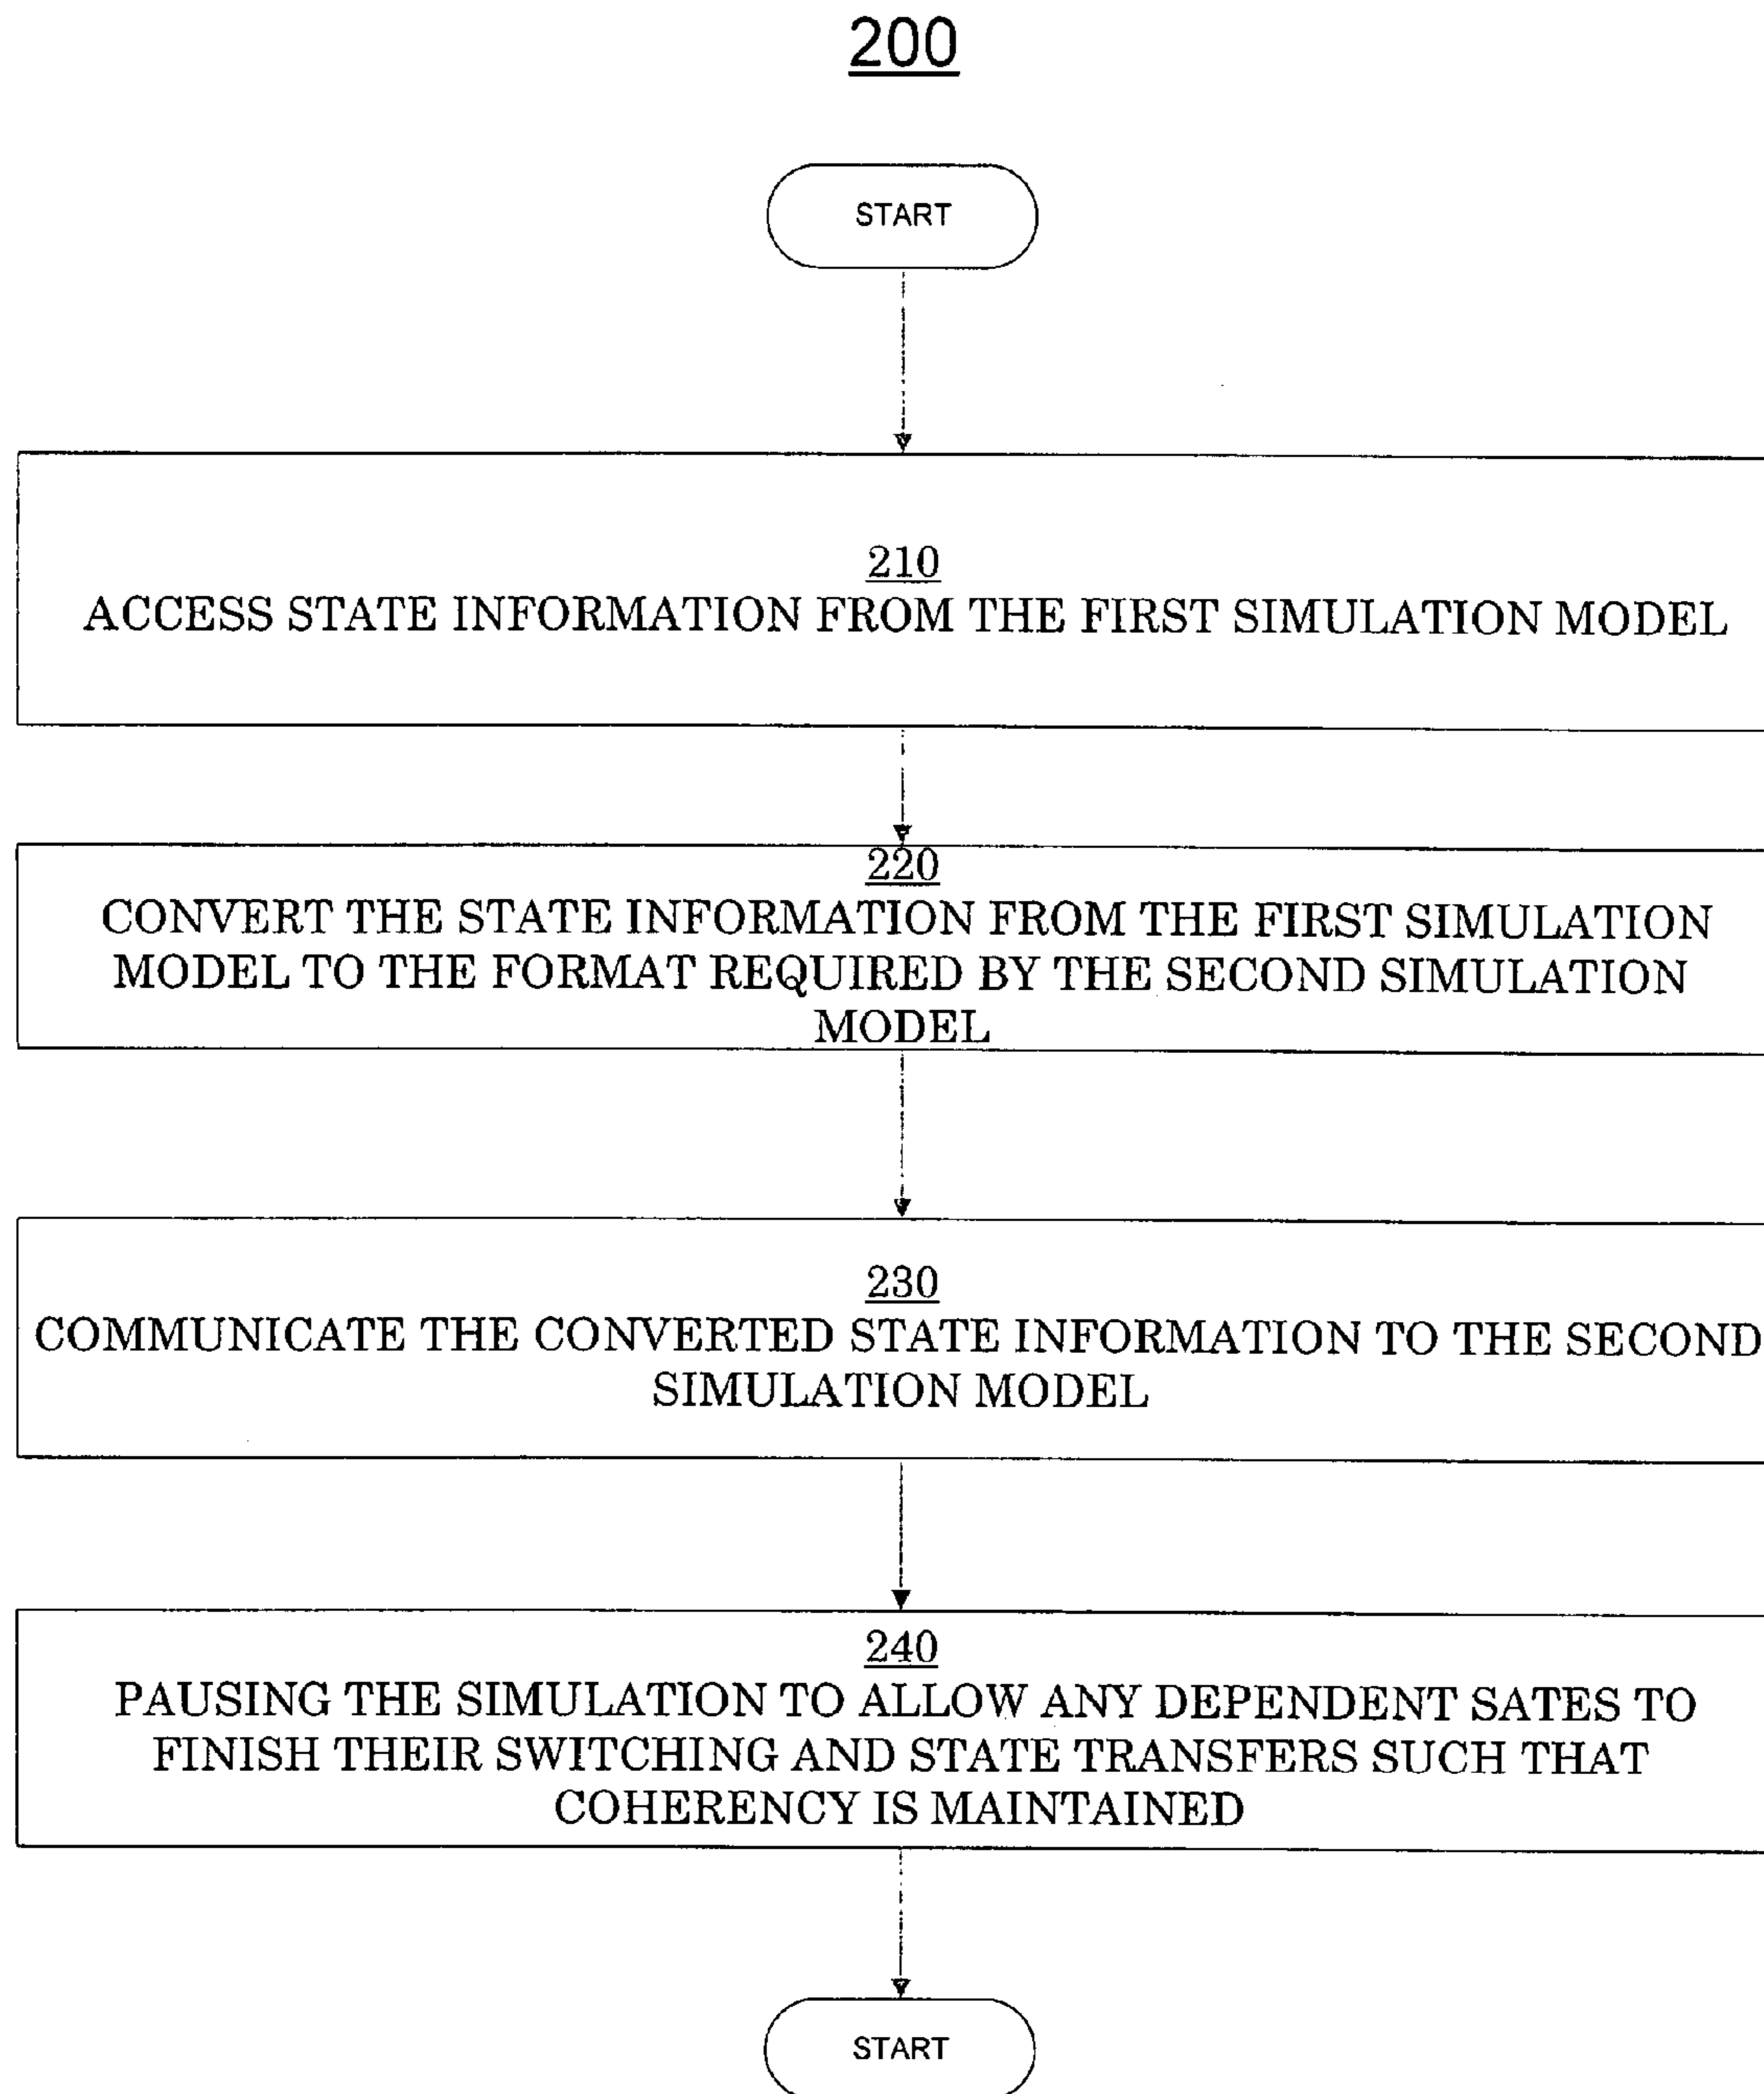 200
START
210
ACCESS STATE INFORMATION FROM THE FIRST SIMULATION MODEL
220
CONVERT THE STATE INFORMATION FROM THE FIRST SIMULATION
MODEL TO THE FORMAT REQUIRED BY THE SECOND SIMULATION
MODEL
230
COMMUNICATE THE CONVERTED STATE INFORMATION TO THE SECOND
SIMULATION MODEL
240
PAUSING THE SIMULATION TO ALLOW ANY DEPENDENT SATES TO
FINISH THEIR SWITCHING AND STATE TRANSFERS SUCH THAT
COHERENCY IS MAINTAINED
START